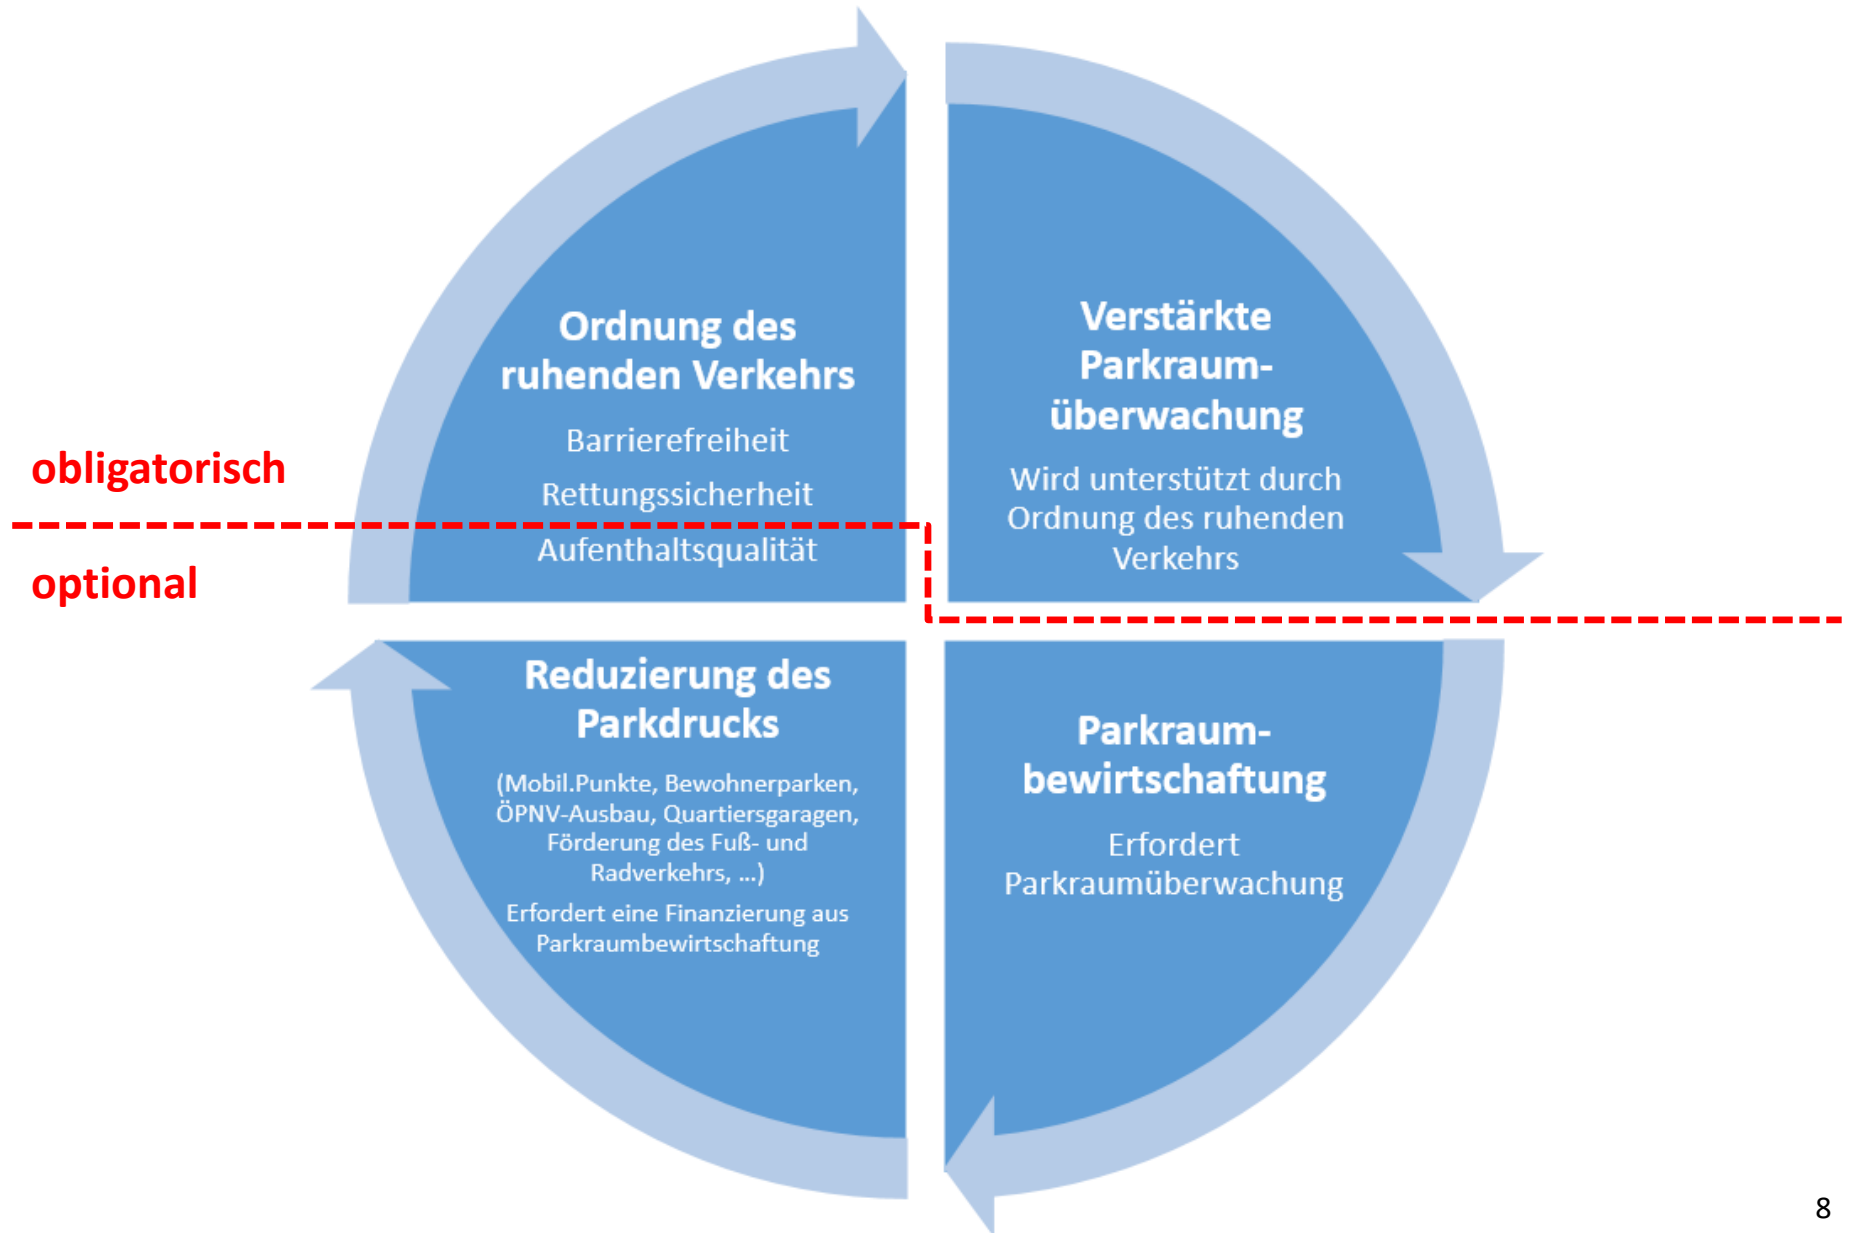 Ordnung des
ruhenden Verkehrs
Barrierefreiheit
Rettungssicherheit
Aufenthaltsqualität
Verstärkte
Parkraum-
überwachung
Wird unterstützt durch
Ordnung des ruhenden
Verkehrs
obligatorisch
optional
Reduzierung des
Parkdrucks
(Mobil.Punkte, Bewohnerparken,
ÖPNV-Ausbau, Quartiersgaragen,
Förderung des Fuß- und
Radverkehrs, ...)
Erfordert eine Finanzierung aus
Parkraumbewirtschaftung
Parkraum-
bewirtschaftung
Erfordert
Parkraumüberwachung
8